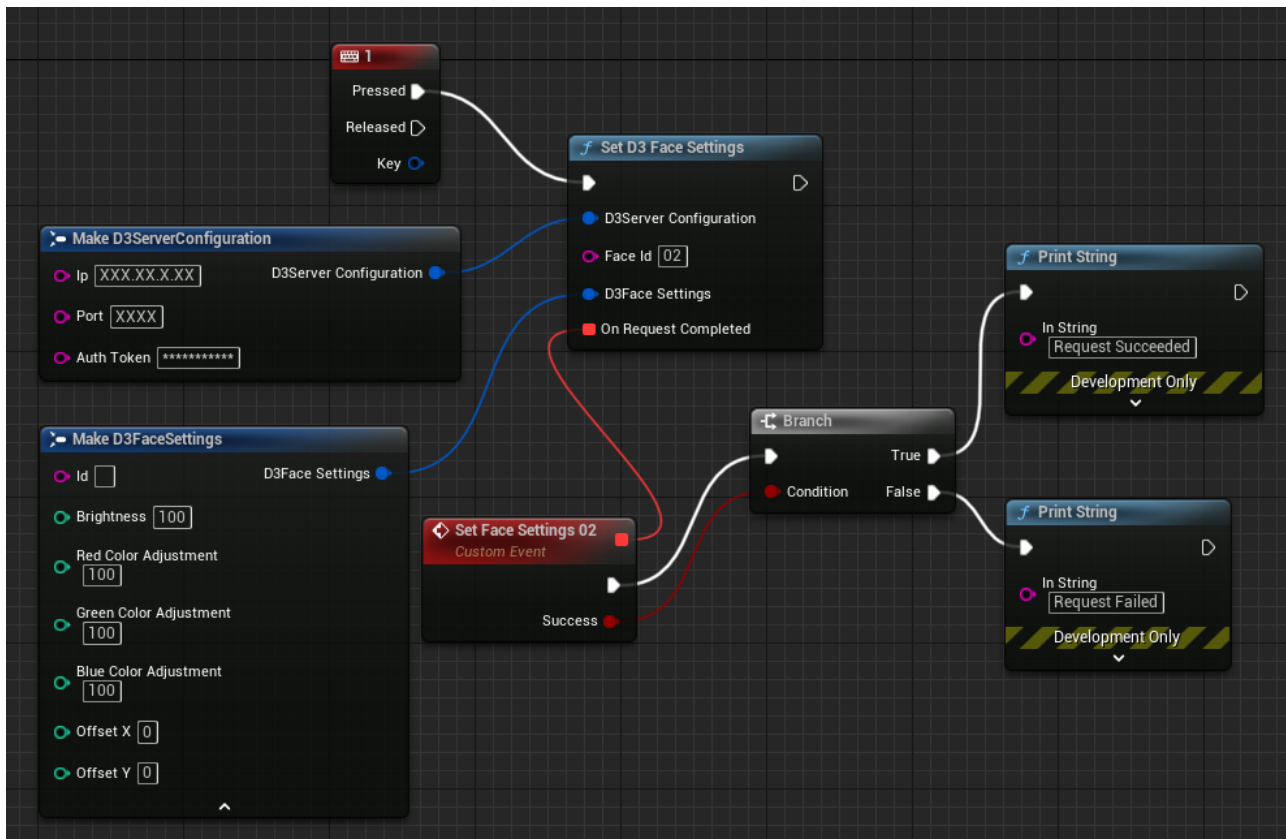 1
Pressed
Released
Key
Set D3 Face Settings
D3Server Configuration
Face Id 02
D3Face Settings
On Request Completed
Make D3ServerConfiguration
Ip XXX.XX.X.XX D3Server Configuration
Port XXXX
Auth Token ***********
Make D3FaceSettings
Id D3Face Settings
Brightness 100
Red Color Adjustment
100
Green Color Adjustment
100
Blue Color Adjustment
100
Offset X 0
Offset Y 0
Set Face Settings 02
Custom Event
Success
Branch
True
Condition False
Print String
In String
Request Succeeded
Development Only
Print String
In String
Request Failed
Development Only